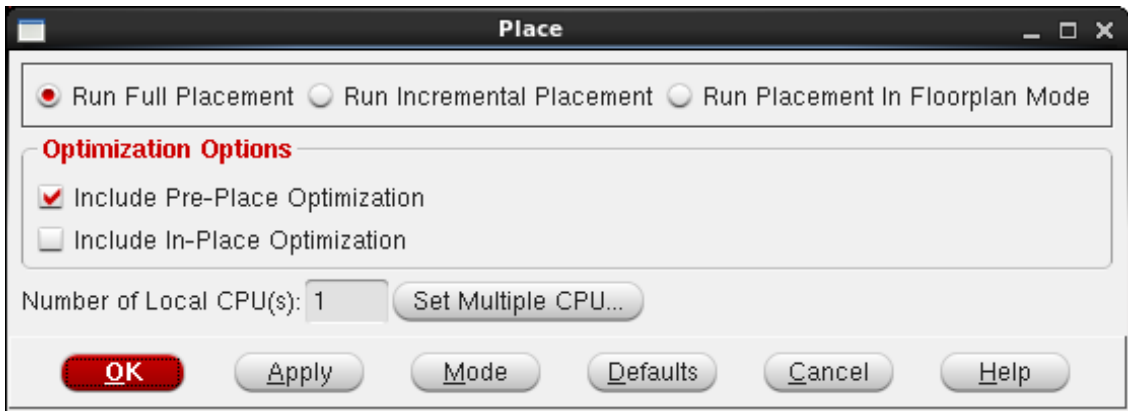 Place
Run Full Placement Run Incremental Placement Run Placement In Floorplan Mode
Optimization Options
Include Pre-Place Optimization
Include In-Place Optimization
Number of Local CPU(s): 1 Set Multiple CPU...
OK Apply Mode Defaults Cancel Help